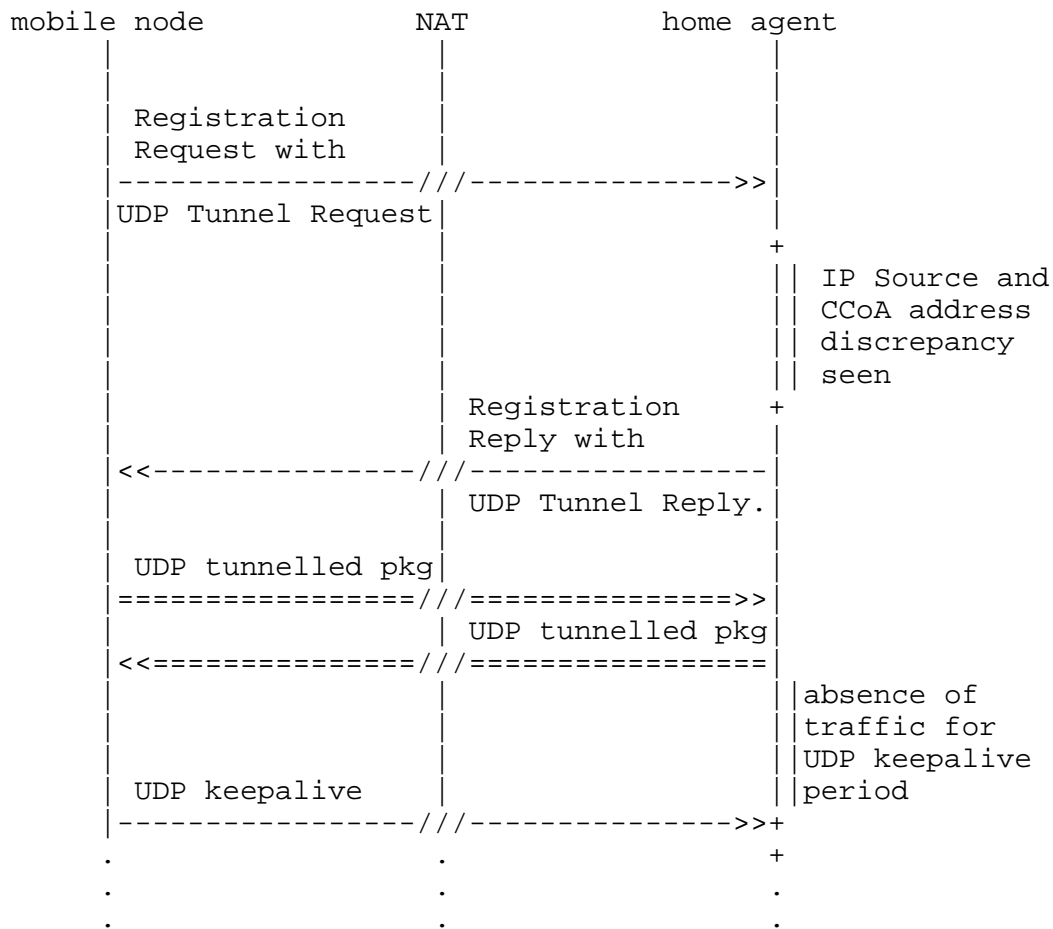 mobile node NAT home agent
Registration
Request with
-----------------///--------------->>
UDP Tunnel Request
+
IP Source and
CCoA address
discrepancy
seen
Registration +
Reply with
<<---------------///-----------------
UDP Tunnel Reply.
UDP tunnelled pkg
=================///===============>>
UDP tunnelled pkg
<<===============///=================
absence of
traffic for
UDP keepalive
UDP keepalive period
-----------------///--------------->>+
. . +
. . .
. . .